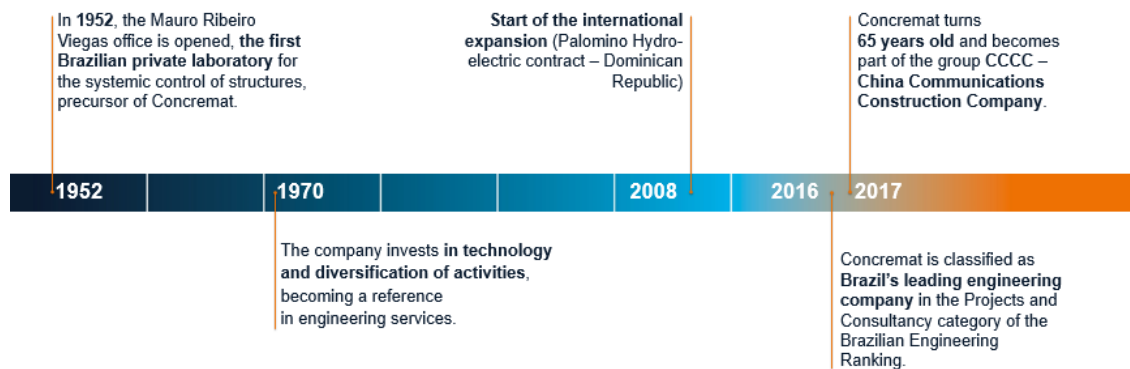 In 1952, the Mauro Ribeiro
Viegas office is opened, the first
Brazilian private laboratory for
the systemic control of structures,
precursor of Concremat.
Start of the international
expansion (Palomino Hydro-
electric contract – Dominican
Republic)
Concremat turns
65 years old and becomes
part of the group CCCC –
China Communications
Construction Company.
1952
1970
2008
2016
2017
The company invests in technology
and diversification of activities,
becoming a reference
in engineering services.
Concremat is classified as
Brazil's leading engineering
company in the Projects and
Consultancy category of the
Brazilian Engineering
Ranking.